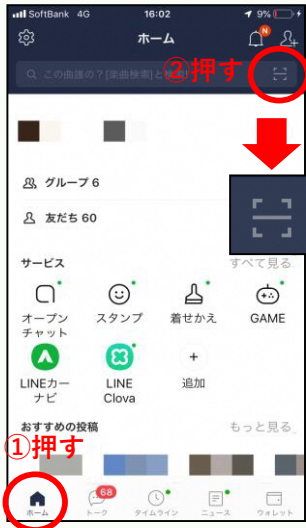 SoftBank 4G 16:02 9%
ホーム
N
この曲誰の？[楽曲検索]と検索
②押す
グループ 6
友だち 60
サービス すべて見る
オープンチャット スタンプ 着せかえ GAME
LINEカーナビ LINE Clova 追加
おすすめの投稿 もっと見る
①押す
68
ホーム トーク タイムライン ニュース ウォレット